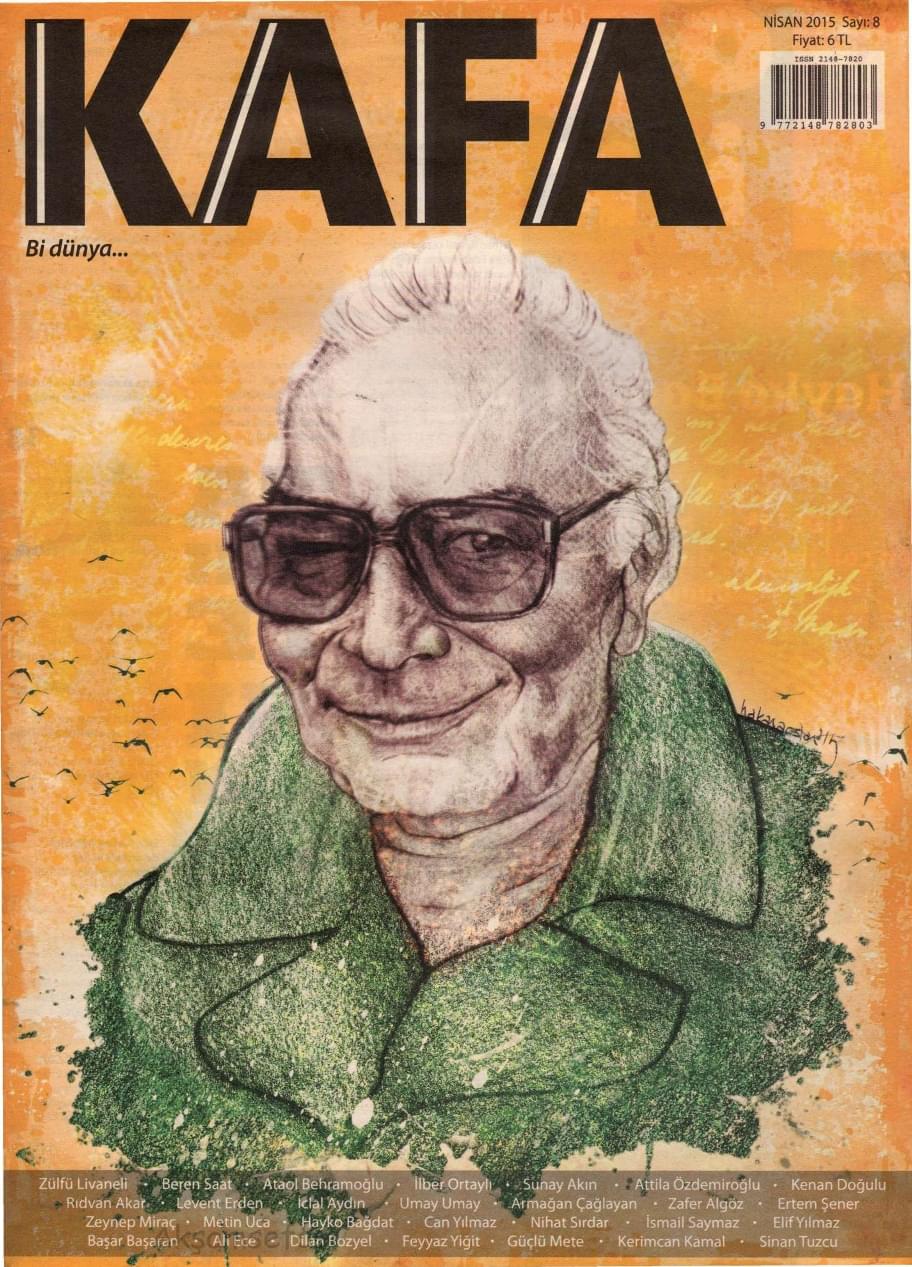 KAFA
NİSAN 2015 Sayı: 8
Fiyat: 6 TL
ISSN 2148-7820
9 772148 782803
Bi dünya...
Zülfü Livaneli • Beren Saat • Ataol Behramoğlu • İlber Ortaylı • Sunay Akın • Attila Özdemiroğlu • Kenan Doğulu
Rıdvan Akar • Levent Erden • İclal Aydın • Umay Umay • Armağan Çağlayan • Zafer Algöz • Ertem Şener
Zeynep Miraç • Metin Uca • Hayko Bağdat • Can Yılmaz • Nihat Sırdar • İsmail Saymaz • Elif Yılmaz
Başar Başaran • Ali Ece • Dilan Bozyel • Feyyaz Yiğit • Güçlü Mete • Kerimcan Kamal • Sinan Tuzcu